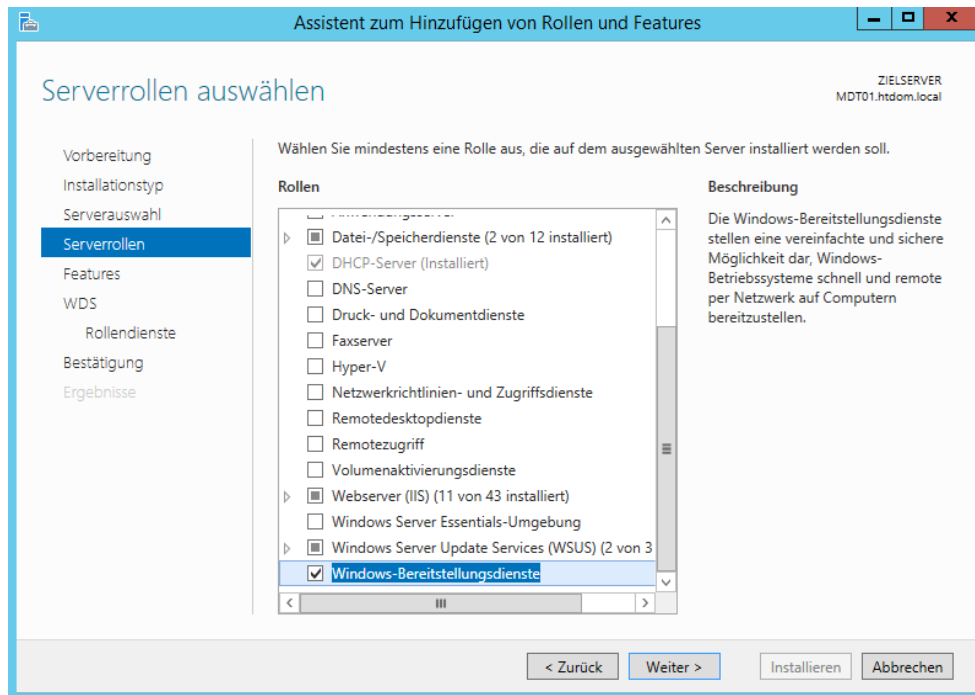 Assistent zum Hinzufügen von Rollen und Features
Serverrollen auswählen
ZIELSERVER
MDT01.htdom.local
Vorbereitung
Installationstyp
Serverauswahl
Serverrollen
Features
WDS
Rollendienste
Bestätigung
Ergebnisse
Wählen Sie mindestens eine Rolle aus, die auf dem ausgewählten Server installiert werden soll.
Rollen
Datei-/Speicherdienste (2 von 12 installiert)
DHCP-Server (Installiert)
DNS-Server
Druck- und Dokumentdienste
Faxserver
Hyper-V
Netzwerkrichtlinien- und Zugriffsdienste
Remotedesktopdienste
Remotezugriff
Volumenaktivierungsdienste
Webserver (IIS) (11 von 43 installiert)
Windows Server Essentials-Umgebung
Windows Server Update Services (WSUS) (2 von 3
Windows-Bereitstellungsdienste
Beschreibung
Die Windows-Bereitstellungsdienste
stellen eine vereinfachte und sichere
Möglichkeit dar, Windows-
Betriebssysteme schnell und remote
per Netzwerk auf Computern
bereitzustellen.
< Zurück
Weiter >
Installieren
Abbrechen